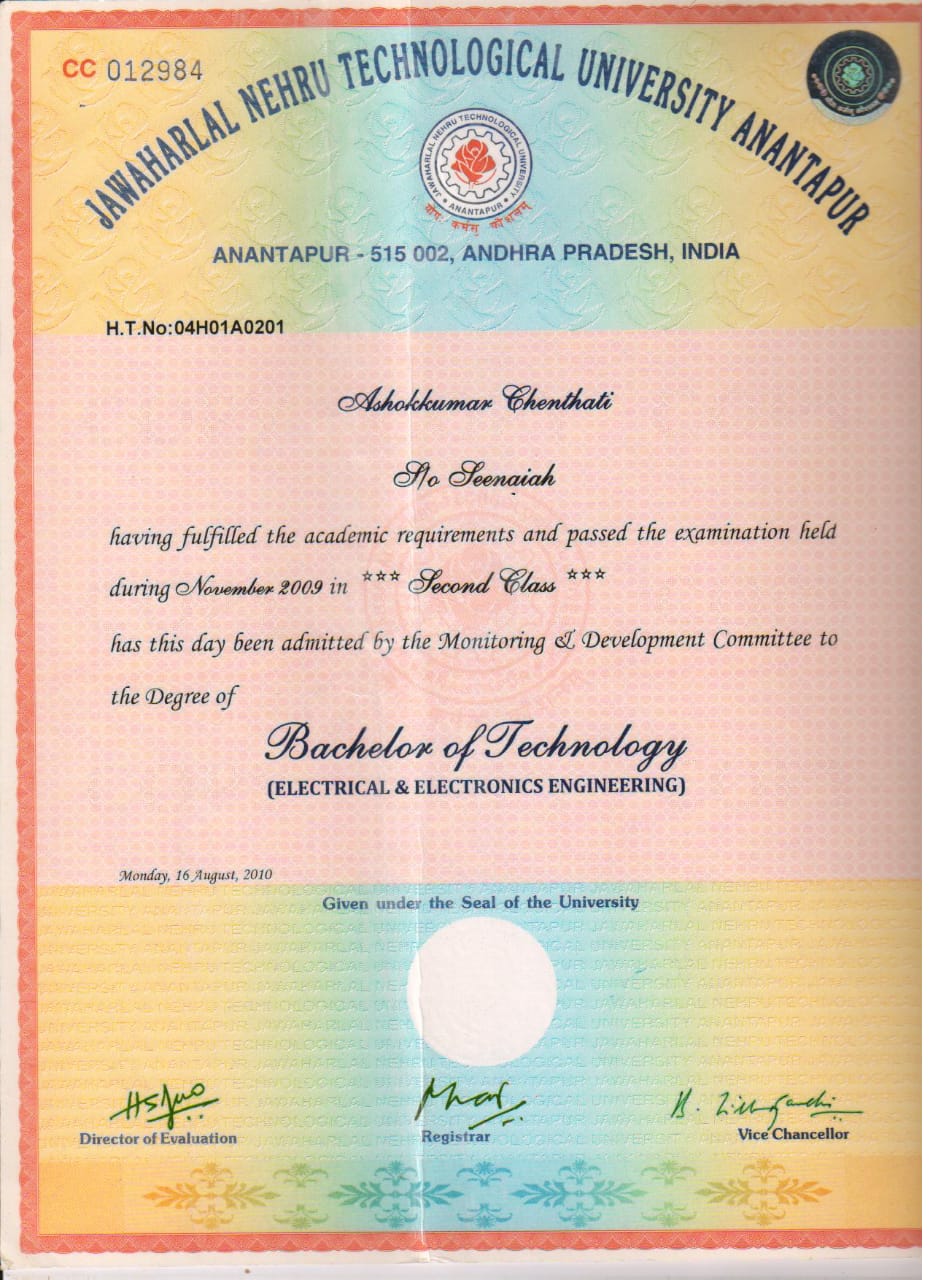 CC 012984
JAWAHARLAL NEHRU TECHNOLOGICAL UNIVERSITY ANANTAPUR
JAWAHARLAL NEHRU TECHNOLOGICAL UNIVERSITY
ANANTAPUR
योगः कर्मसु कौशलम्
ANANTAPUR - 515 002, ANDHRA PRADESH, INDIA
H.T.No:04H01A0201
Ashokkumar Chenthati
S/o Seenaiah
having fulfilled the academic requirements and passed the examination held
during November 2009 in *** Second Class ***
has this day been admitted by the Monitoring & Development Committee to
the Degree of
Bachelor of Technology
(ELECTRICAL & ELECTRONICS ENGINEERING)
Monday, 16 August, 2010
Given under the Seal of the University
Director of Evaluation
Registrar
Vice Chancellor